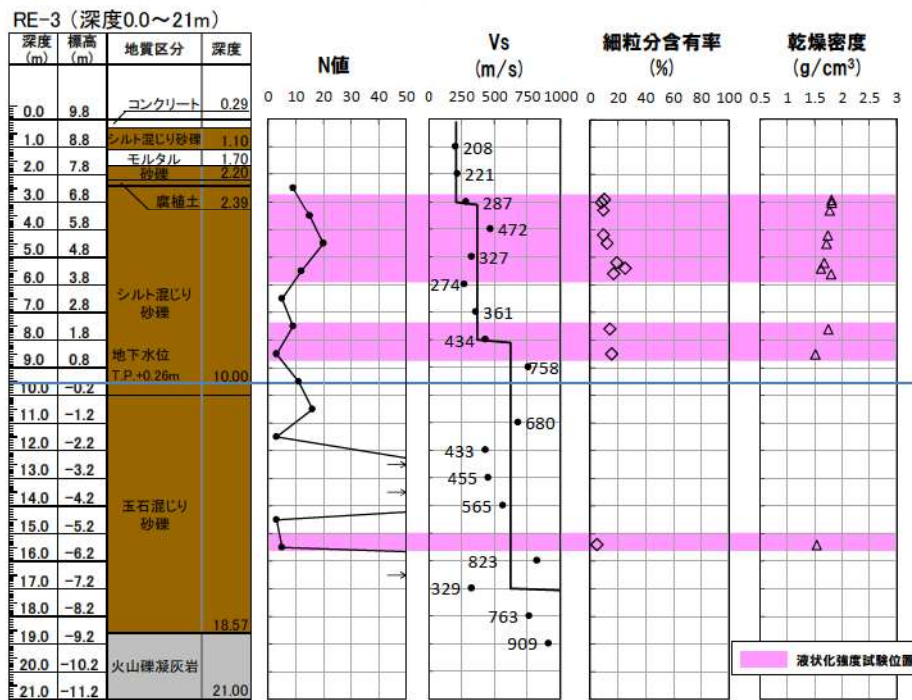 RE-3（深度0.0～21m）
深度 標高 地質区分 深度
(m) (m)
N値
Vs
(m/s)
細粒分含有率
(%)
乾燥密度
(g/cm³)
0 10 20 30 40 50
0 250 500 750 1000
0 20 40 60 80 100
0.5 1 1.5 2 2.5 3
0.0 9.8
1.0 8.8
2.0 7.8
3.0 6.8
4.0 5.8
5.0 4.8
6.0 3.8
7.0 2.8
8.0 1.8
9.0 0.8
10.0 −0.2
11.0 −1.2
12.0 −2.2
13.0 −3.2
14.0 −4.2
15.0 −5.2
16.0 −6.2
17.0 −7.2
18.0 −8.2
19.0 −9.2
20.0 −10.2
21.0 −11.2
コンクリート 0.29
シルト混じり砂礫 1.10
モルタル 1.70
砂礫 2.20
腐植土 2.39
シルト混じり
砂礫
地下水位
T.P.+0.26m 10.00
玉石混じり
砂礫
18.57
火山礫凝灰岩
21.00
208
221
287
472
327
274
361
434
758
680
433
455
565
823
329
763
909
液状化強度試験位置